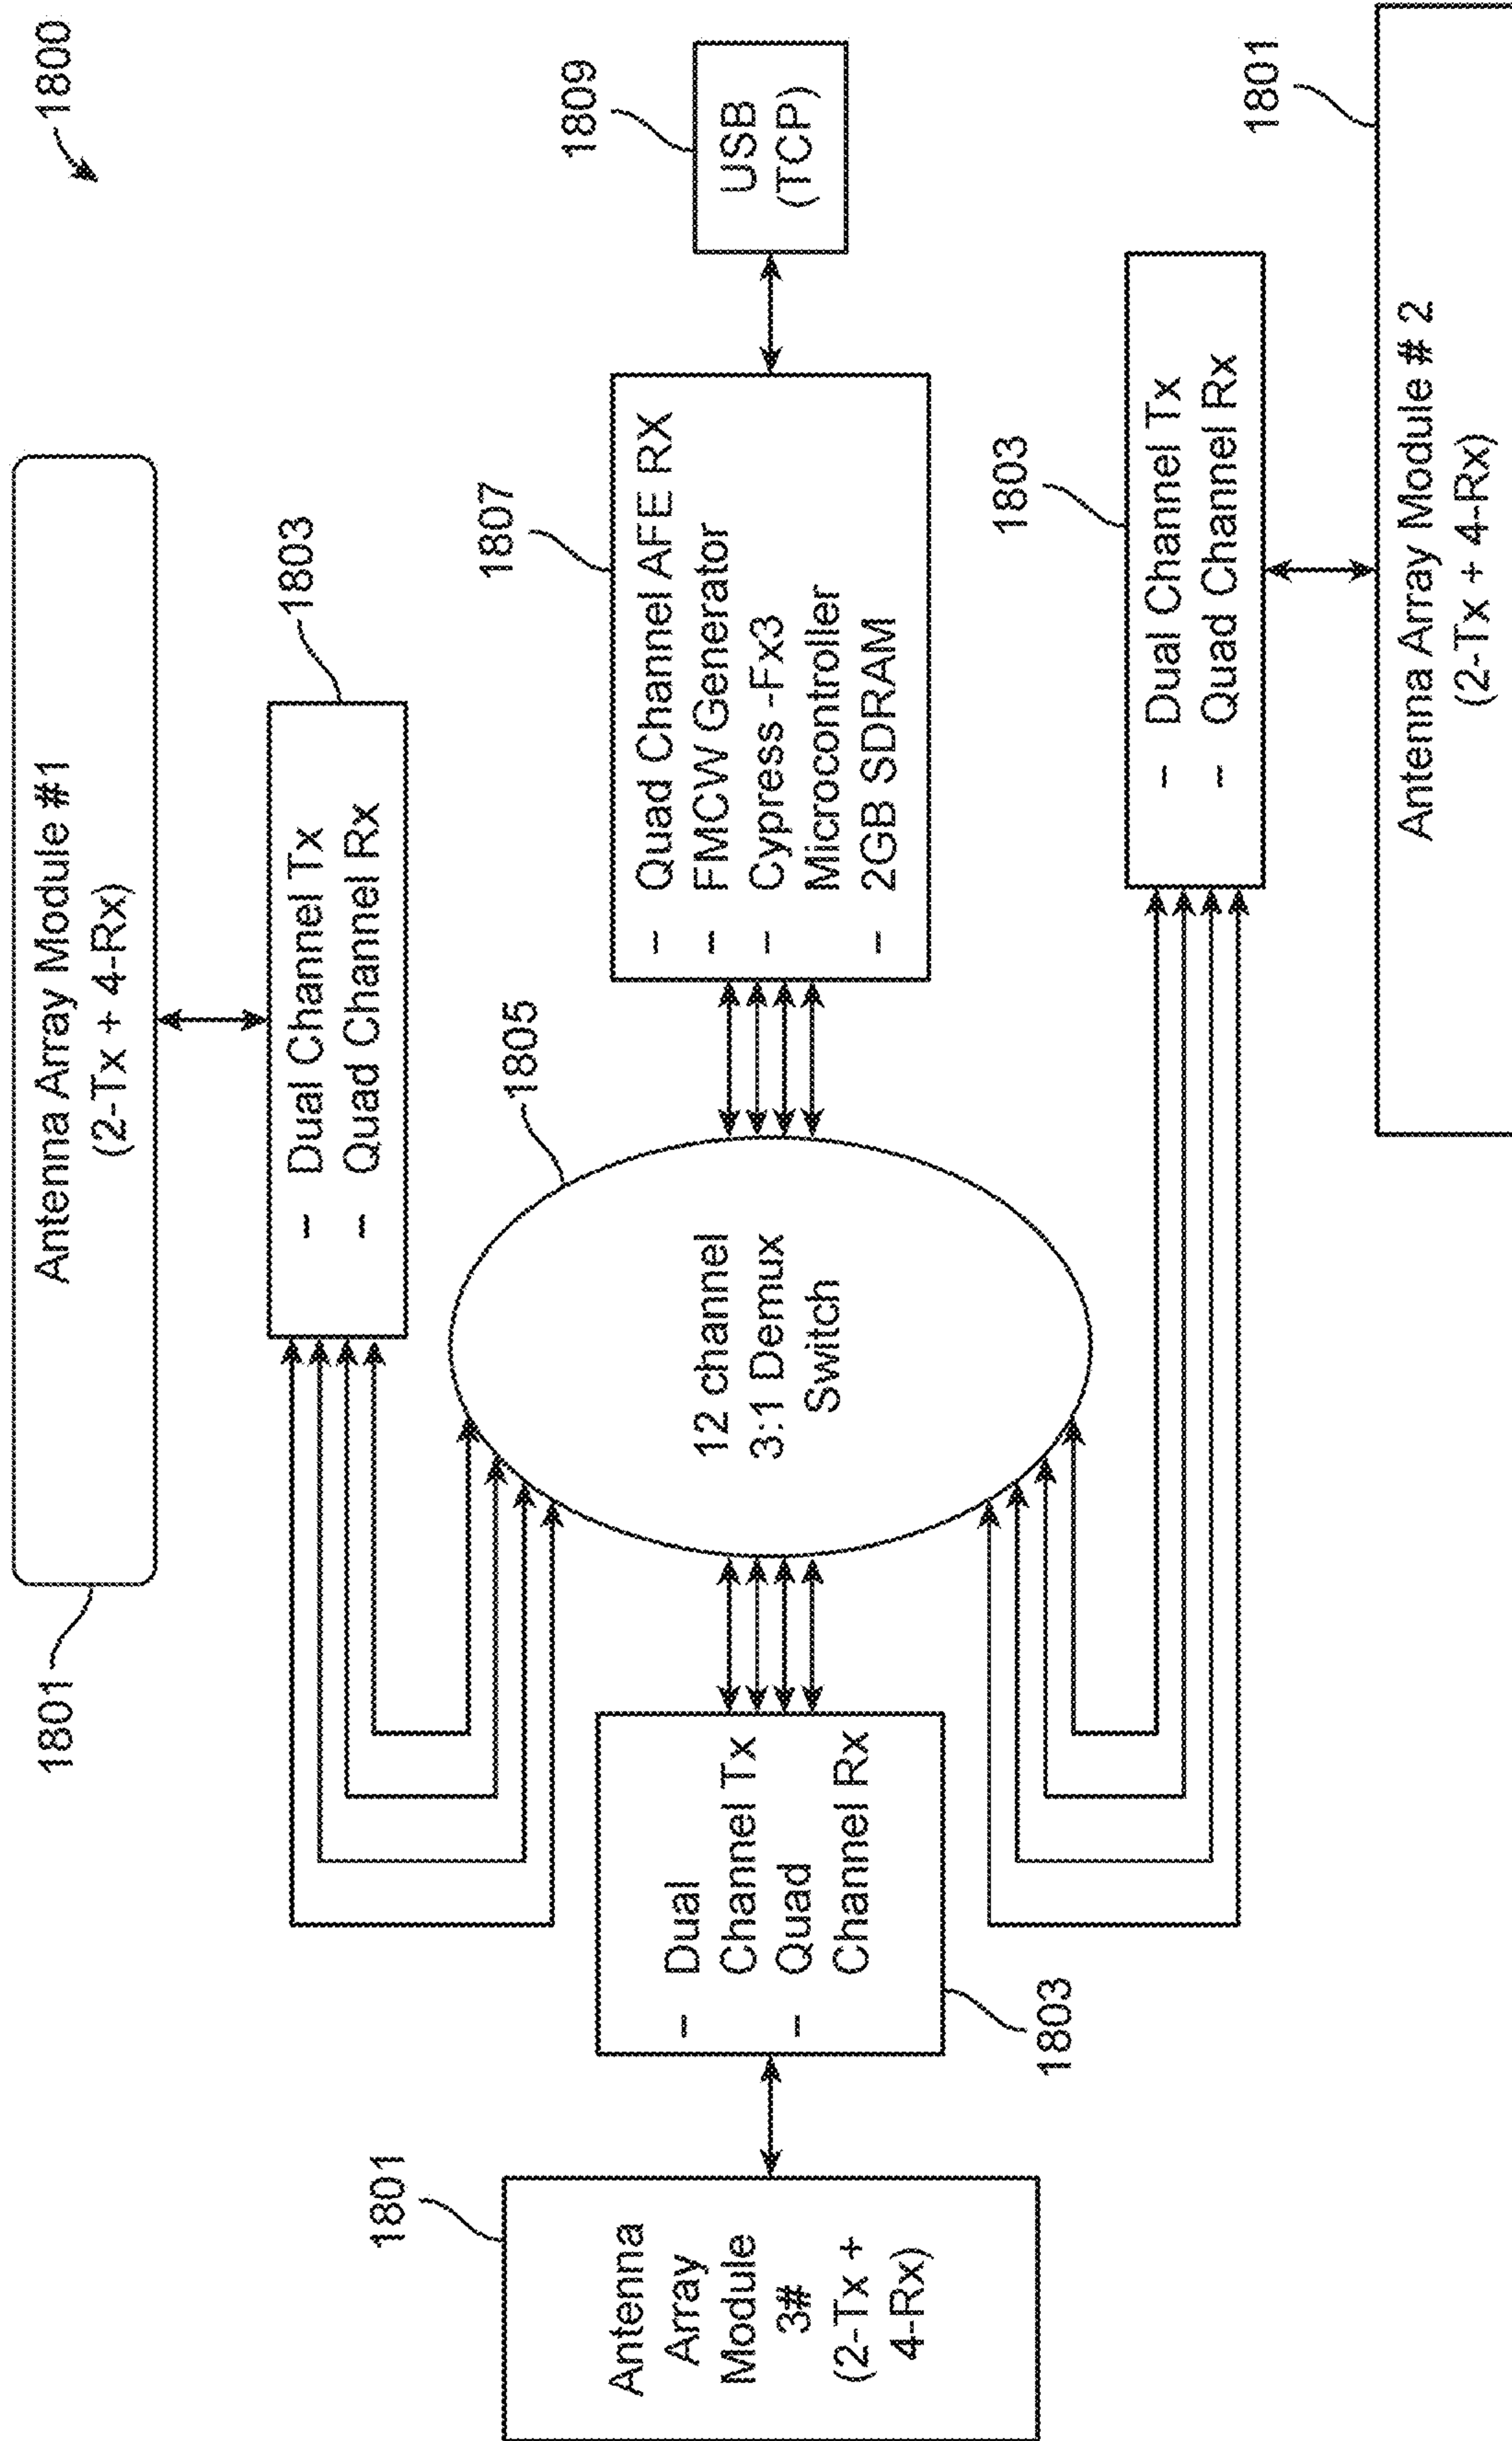 1800
1801
Antenna Array Module #1
(2-Tx + 4-Rx)
1803
- Dual Channel Tx
- Quad Channel Rx
1801
Antenna
Array
Module
3#
(2-Tx +
4-Rx)
- Dual
Channel Tx
- Quad
Channel Rx
1803
1805
12 channel
3:1 Demux
Switch
1807
- Quad Channel AFE RX
- FMCW Generator
- Cypress -Fx3
Microcontroller
- 2GB SDRAM
1809
USB
(TCP)
1803
- Dual Channel Tx
- Quad Channel Rx
1801
Antenna Array Module # 2
(2-Tx + 4-Rx)